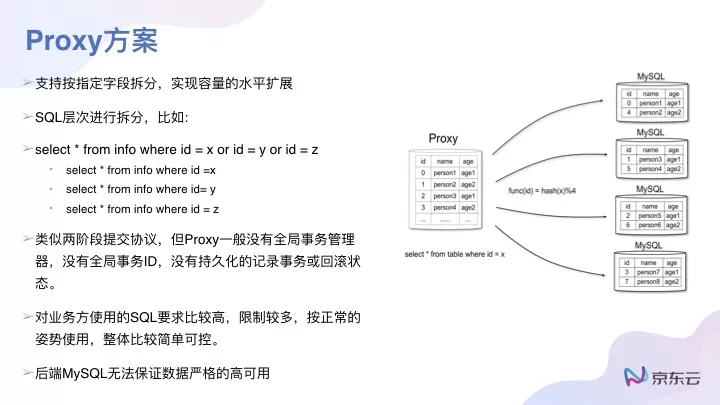 Proxy方案
支持按指定字段拆分，实现容量的水平扩展
SQL层次进行拆分，比如:
select * from info where id = x or id = y or id = z
select * from info where id =x
select * from info where id= y
select * from info where id = z
类似两阶段提交协议，但Proxy一般没有全局事务管理
器，没有全局事务ID，没有持久化的记录事务或回滚状
态。
对业务方使用的SQL要求比较高，限制较多，按正常的
姿势使用，整体比较简单可控。
后端MySQL无法保证数据严格的高可用
Proxy
id name age
0 person1 age1
1 person2 age2
2 person3 age1
3 person4 age2
... ...... ...
select * from table where id = x
func(id) = hash(x)%4
MySQL
id name age
0 person1 age1
4 person2 age2
MySQL
id name age
1 person3 age1
5 person4 age2
MySQL
id name age
2 person5 age1
6 person6 age2
MySQL
id name age
3 person7 age1
7 person8 age2
京东云